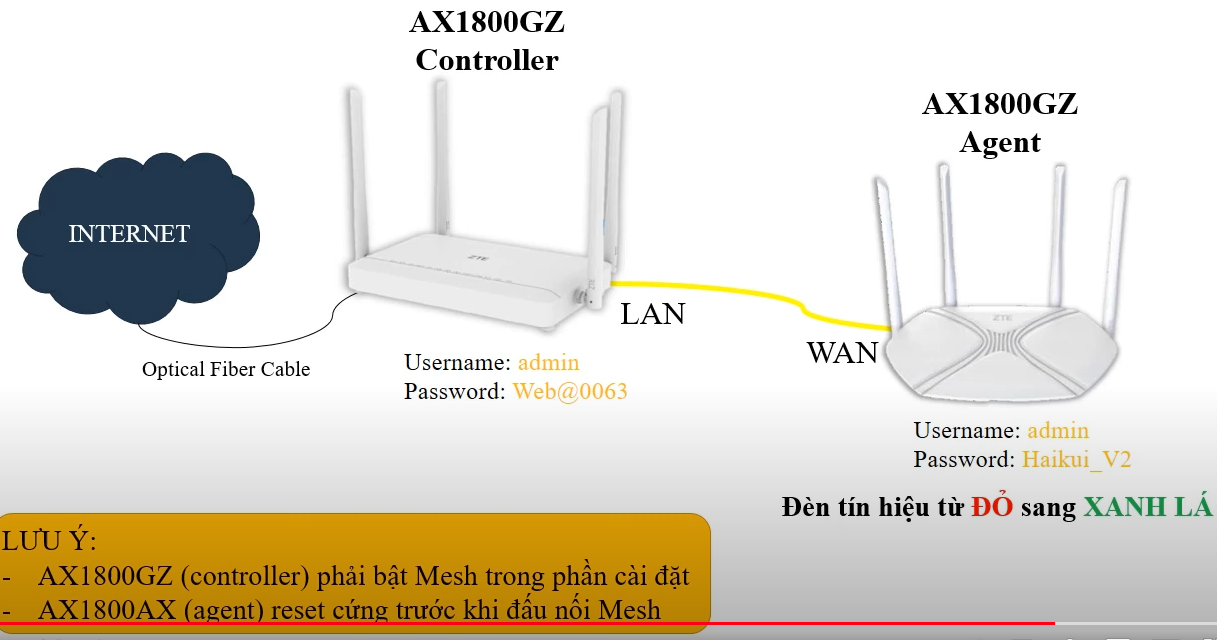 AX1800GZ
Controller
AX1800GZ
Agent
INTERNET
ZTE
ZTE
LAN
WAN
Optical Fiber Cable
Username: admin
Password: Web@0063
Username: admin
Password: Haikui_V2
Đèn tín hiệu từ ĐỎ sang XANH LÁ
LƯU Ý:
- AX1800GZ (controller) phải bật Mesh trong phần cài đặt
- AX1800AX (agent) reset cứng trước khi đấu nối Mesh